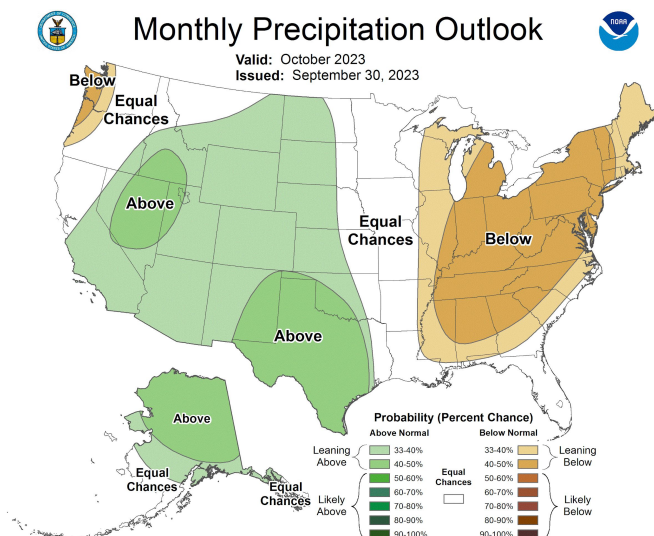 Monthly Precipitation Outlook
NOAA
Valid: October 2023
Issued: September 30, 2023
Below
Equal
Chances
Above
Equal
Chances
Below
Above
Above
Equal
Chances
Equal
Chances
Probability (Percent Chance)
Above Normal
Below Normal
Leaning
Above
33-40%
40-50%
50-60%
60-70%
70-80%
80-90%
90-100%
Likely
Above
Equal
Chances
33-40%
40-50%
50-60%
60-70%
70-80%
80-90%
90-100%
Leaning
Below
Likely
Below